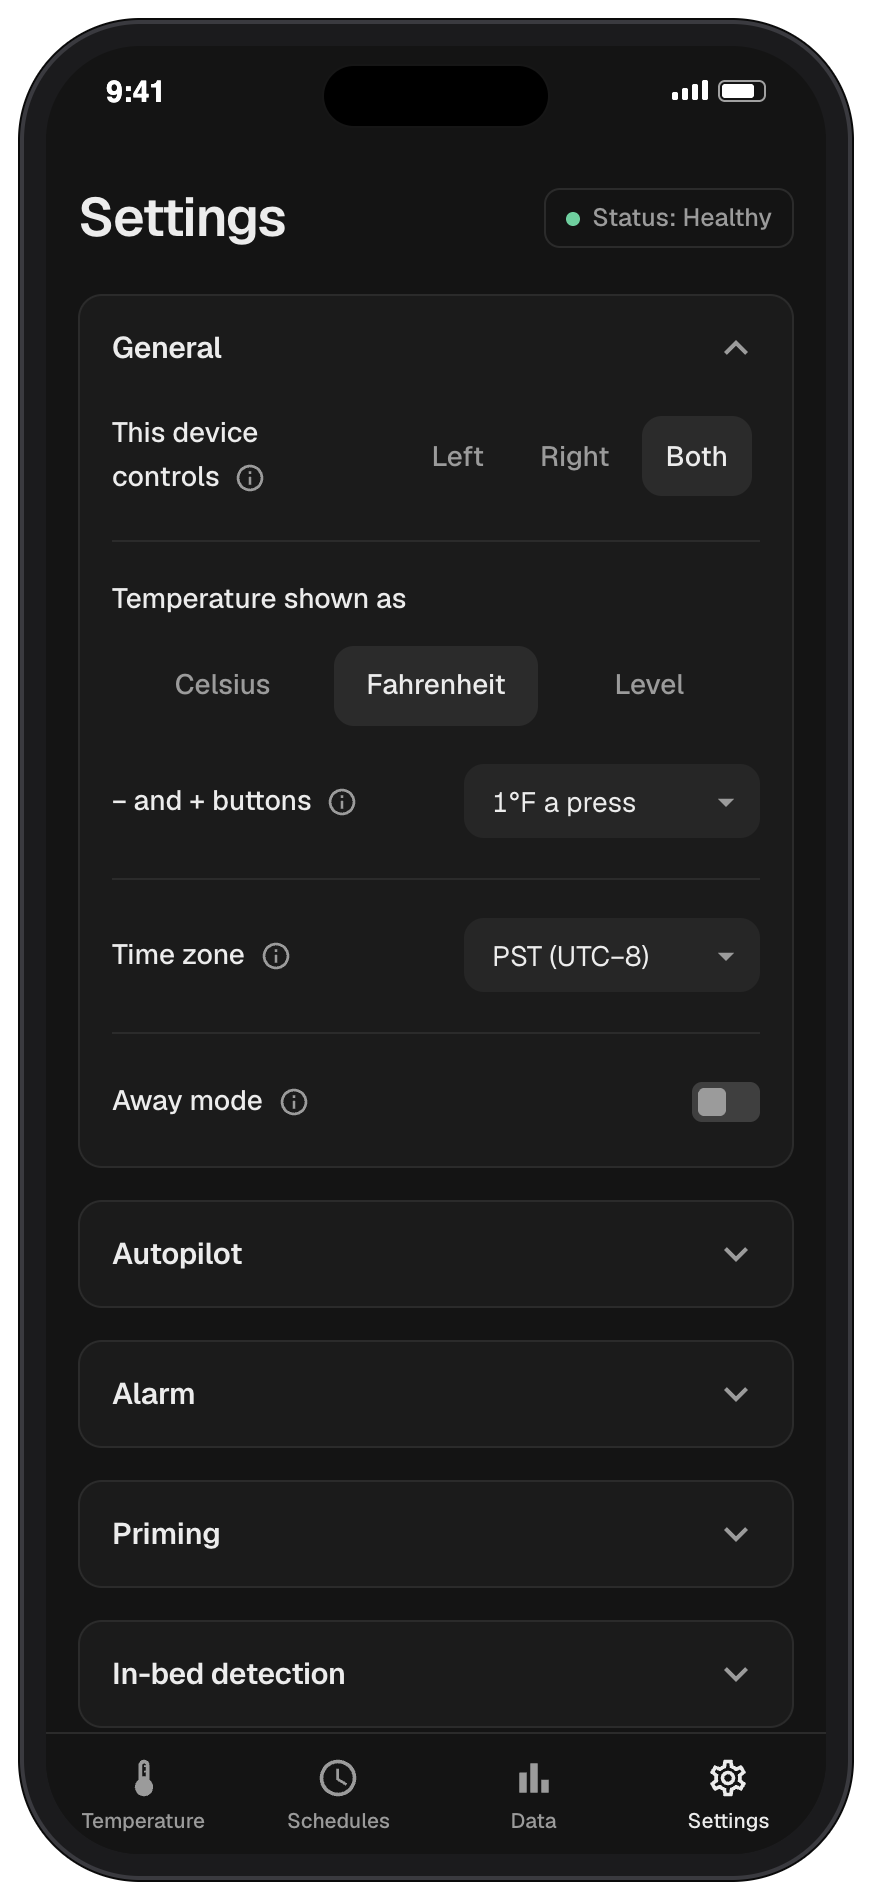 9:41
Settings
Status: Healthy
General
This device
controls
Left
Right
Both
Temperature shown as
Celsius
Fahrenheit
Level
– and + buttons
1°F a press
Time zone
PST (UTC–8)
Away mode
Autopilot
Alarm
Priming
In-bed detection
Temperature
Schedules
Data
Settings